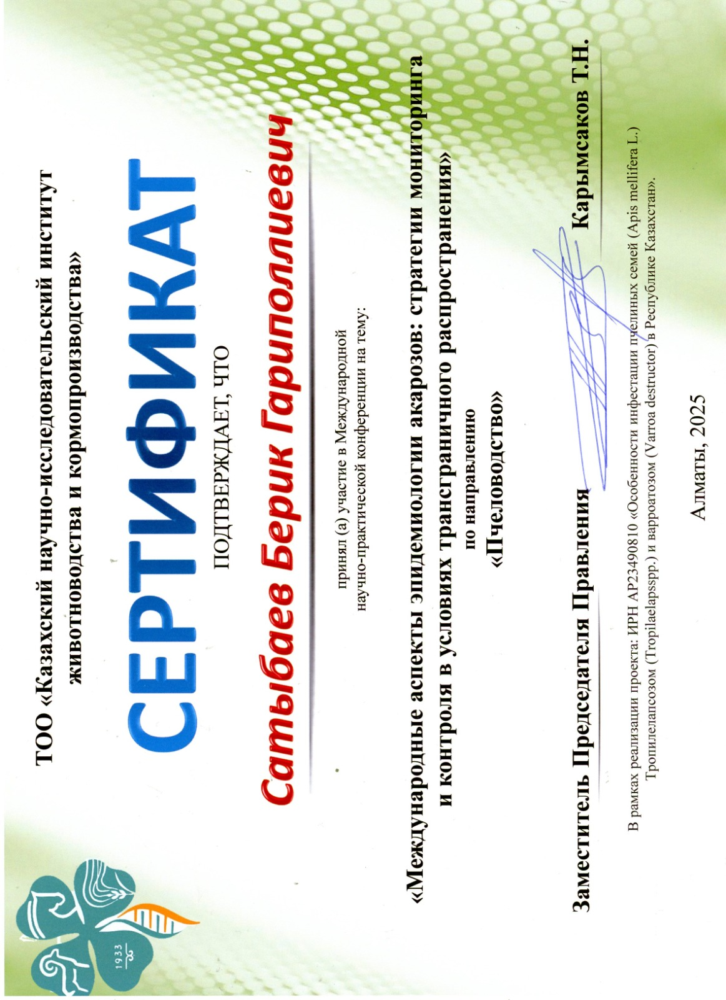 ТОО «Казахский научно-исследовательский институт
животноводства и кормопроизводства»
СЕРТИФИКАТ
ПОДТВЕРЖДАЕТ, ЧТО
Сатыбаев Берик Гариполлиевич
принял (а) участие в Международной
научно-практической конференции на тему:
«Международные аспекты эпидемиологии акарозов: стратегии мониторинга
и контроля в условиях трансграничного распространения»
по направлению
«Пчеловодство»
Заместитель Председателя Правления Карымсаков Т.Н.
В рамках реализации проекта: ИРН AP23490810 «Особенности инфестации пчелиных семей (Apis mellifera L.)
Тропилелапсозом (Tropilaelapsspp.) и варроатозом (Varroa destructor) в Республике Казахстан».
Алматы, 2025
1933